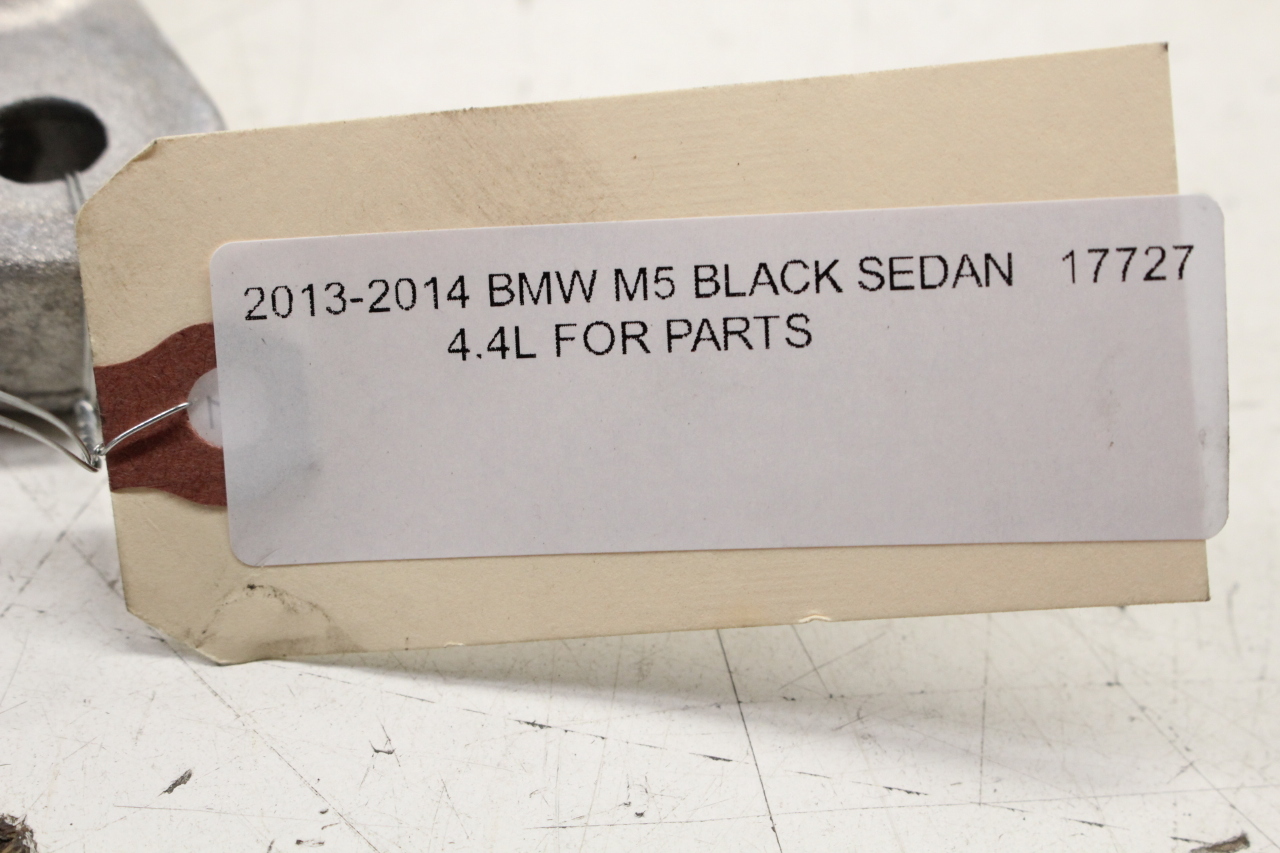 2013-2014 BMW M5 BLACK SEDAN 17727
4.4L FOR PARTS